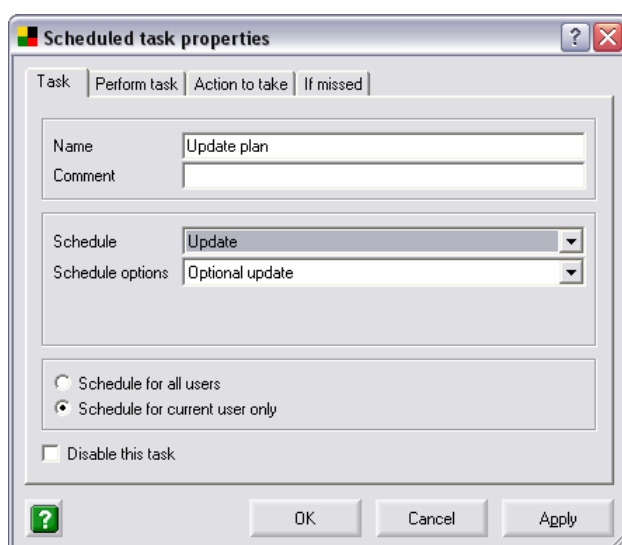 Scheduled task properties
?
Task Perform task Action to take If missed
Name Update plan
Comment
Schedule Update
Schedule options Optional update
Schedule for all users
Schedule for current user only
Disable this task
? OK Cancel Apply